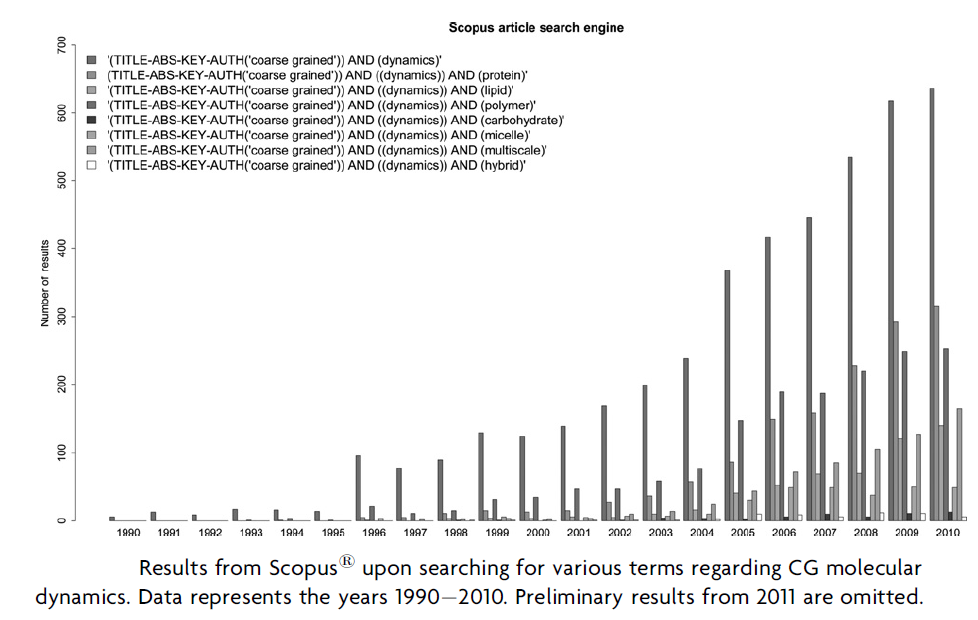 Scopus article search engine
700
600
500
400
300
200
100
0
Number of results
'(TITLE-ABS-KEY-AUTH('coarse grained')) AND (dynamics)'
(TITLE-ABS-KEY-AUTH('coarse grained')) AND ((dynamics)) AND (protein)'
'(TITLE-ABS-KEY-AUTH('coarse grained')) AND ((dynamics)) AND (lipid)'
'(TITLE-ABS-KEY-AUTH('coarse grained')) AND ((dynamics)) AND (polymer)'
'(TITLE-ABS-KEY-AUTH('coarse grained')) AND ((dynamics)) AND (carbohydrate)'
'(TITLE-ABS-KEY-AUTH('coarse grained')) AND ((dynamics)) AND (micelle)'
'(TITLE-ABS-KEY-AUTH('coarse grained')) AND ((dynamics)) AND (multiscale)'
'(TITLE-ABS-KEY-AUTH('coarse grained')) AND ((dynamics)) AND (hybrid)'
1990 1991 1992 1993 1994 1995 1996 1997 1998 1999 2000 2001 2002 2003 2004 2005 2006 2007 2008 2009 2010
Results from Scopus® upon searching for various terms regarding CG molecular
dynamics. Data represents the years 1990–2010. Preliminary results from 2011 are omitted.